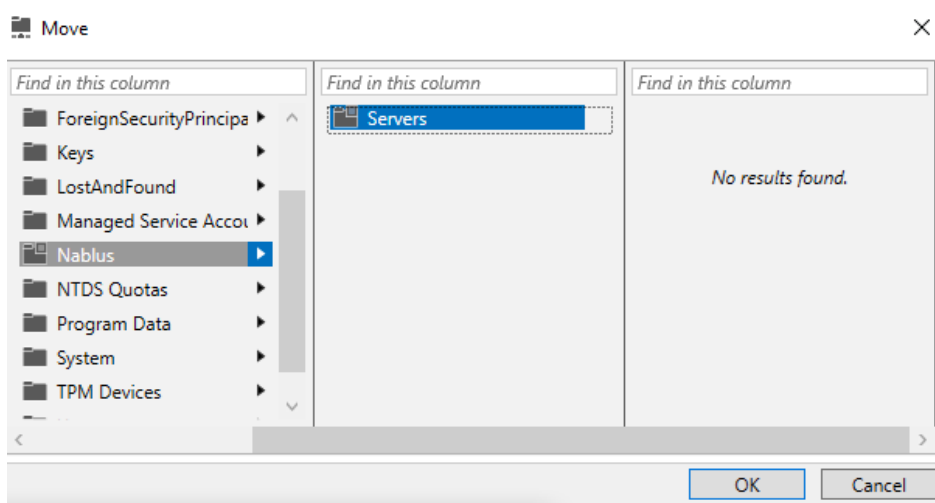 Move
Find in this column
ForeignSecurityPrincipa
Keys
LostAndFound
Managed Service Accou
Nablus
NTDS Quotas
Program Data
System
TPM Devices
Find in this column
Servers
Find in this column
No results found.
OK
Cancel